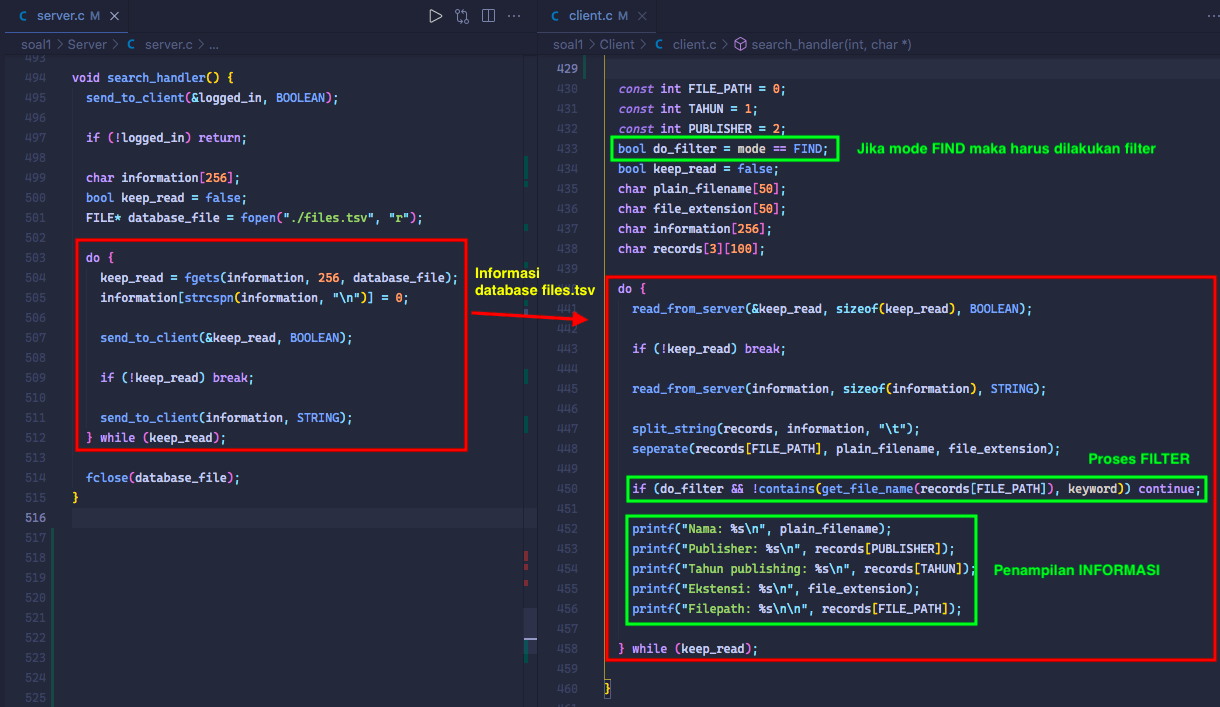 server.c M
soal1 > Server > C server.c > ...
493
494 void search_handler() {
495 send_to_client(&logged_in, BOOLEAN);
496
497 if (!logged_in) return;
498
499 char information[256];
500 bool keep_read = false;
501 FILE* database_file = fopen("./files.tsv", "r");
502
503 do {
504 keep_read = fgets(information, 256, database_file);
505 information[strcspn(information, "\n")] = 0;
506
507 send_to_client(&keep_read, BOOLEAN);
508
509 if (!keep_read) break;
510
511 send_to_client(information, STRING);
512 } while (keep_read);
513
514 fclose(database_file);
515 }
516
517
518
519
520
521
522
523
524
525
Informasi
database files.tsv
client.c M
soal1 > Client > C client.c > search_handler(int, char *)
429
430 const int FILE_PATH = 0;
431 const int TAHUN = 1;
432 const int PUBLISHER = 2;
433 bool do_filter = mode == FIND;
Jika mode FIND maka harus dilakukan filter
434 bool keep_read = false;
435 char plain_filename[50];
436 char file_extension[50];
437 char information[256];
438 char records[3][100];
439
do {
441 read_from_server(&keep_read, sizeof(keep_read), BOOLEAN);
442
443 if (!keep_read) break;
444
445 read_from_server(information, sizeof(information), STRING);
446
447 split_string(records, information, "\t");
448 seperate(records[FILE_PATH], plain_filename, file_extension);
449
Proses FILTER
450 if (do_filter && !contains(get_file_name(records[FILE_PATH]), keyword)) continue;
451
452 printf("Nama: %s\n", plain_filename);
453 printf("Publisher: %s\n", records[PUBLISHER]);
454 printf("Tahun publishing: %s\n", records[TAHUN]);
455 printf("Ekstensi: %s\n", file_extension);
456 printf("Filepath: %s\n\n", records[FILE_PATH]);
Penampilan INFORMASI
457
458 } while (keep_read);
459
460 }